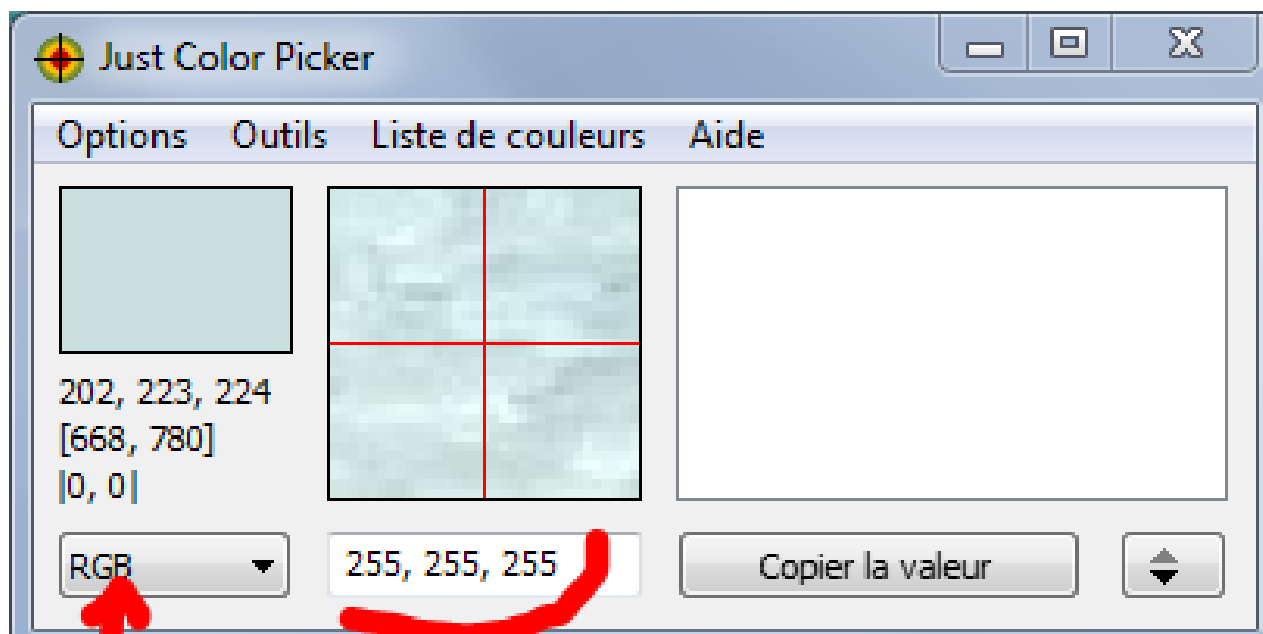 Just Color Picker
Options Outils Liste de couleurs Aide
202, 223, 224
[668, 780]
|0, 0|
RGB 255, 255, 255 Copier la valeur